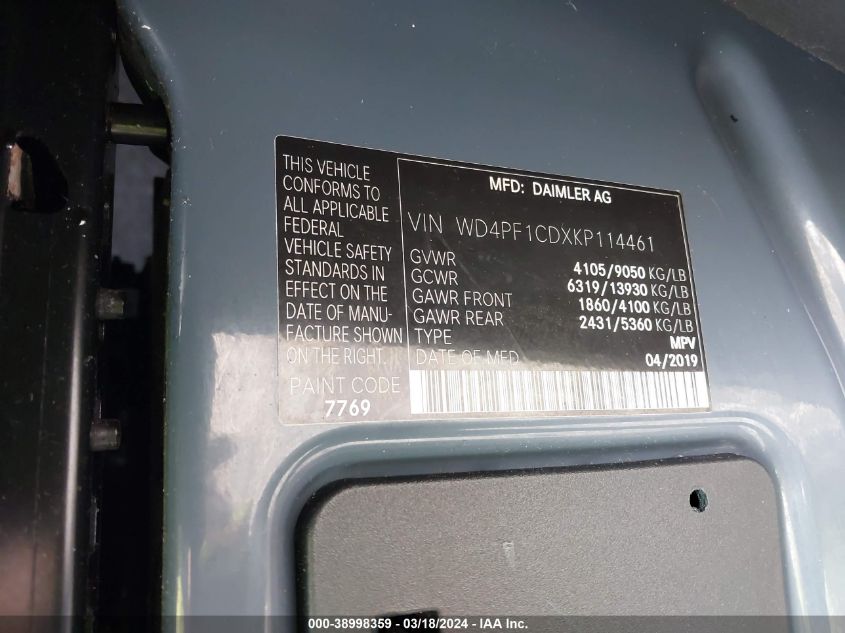 THIS VEHICLE
CONFORMS TO
ALL APPLICABLE
FEDERAL
VEHICLE SAFETY
STANDARDS IN
EFFECT ON THE
DATE OF MANU-
FACTURE SHOWN
ON THE RIGHT.
PAINT CODE
7769
MFD: DAIMLER AG
VIN WD4PF1CDXKP114461
GVWR 4105/9050 KG/LB
GCWR 6319/13930 KG/LB
GAWR FRONT 1860/4100 KG/LB
GAWR REAR 2431/5360 KG/LB
TYPE MPV
DATE OF MFD 04/2019
000-38998359 - 03/18/2024 - IAA Inc.